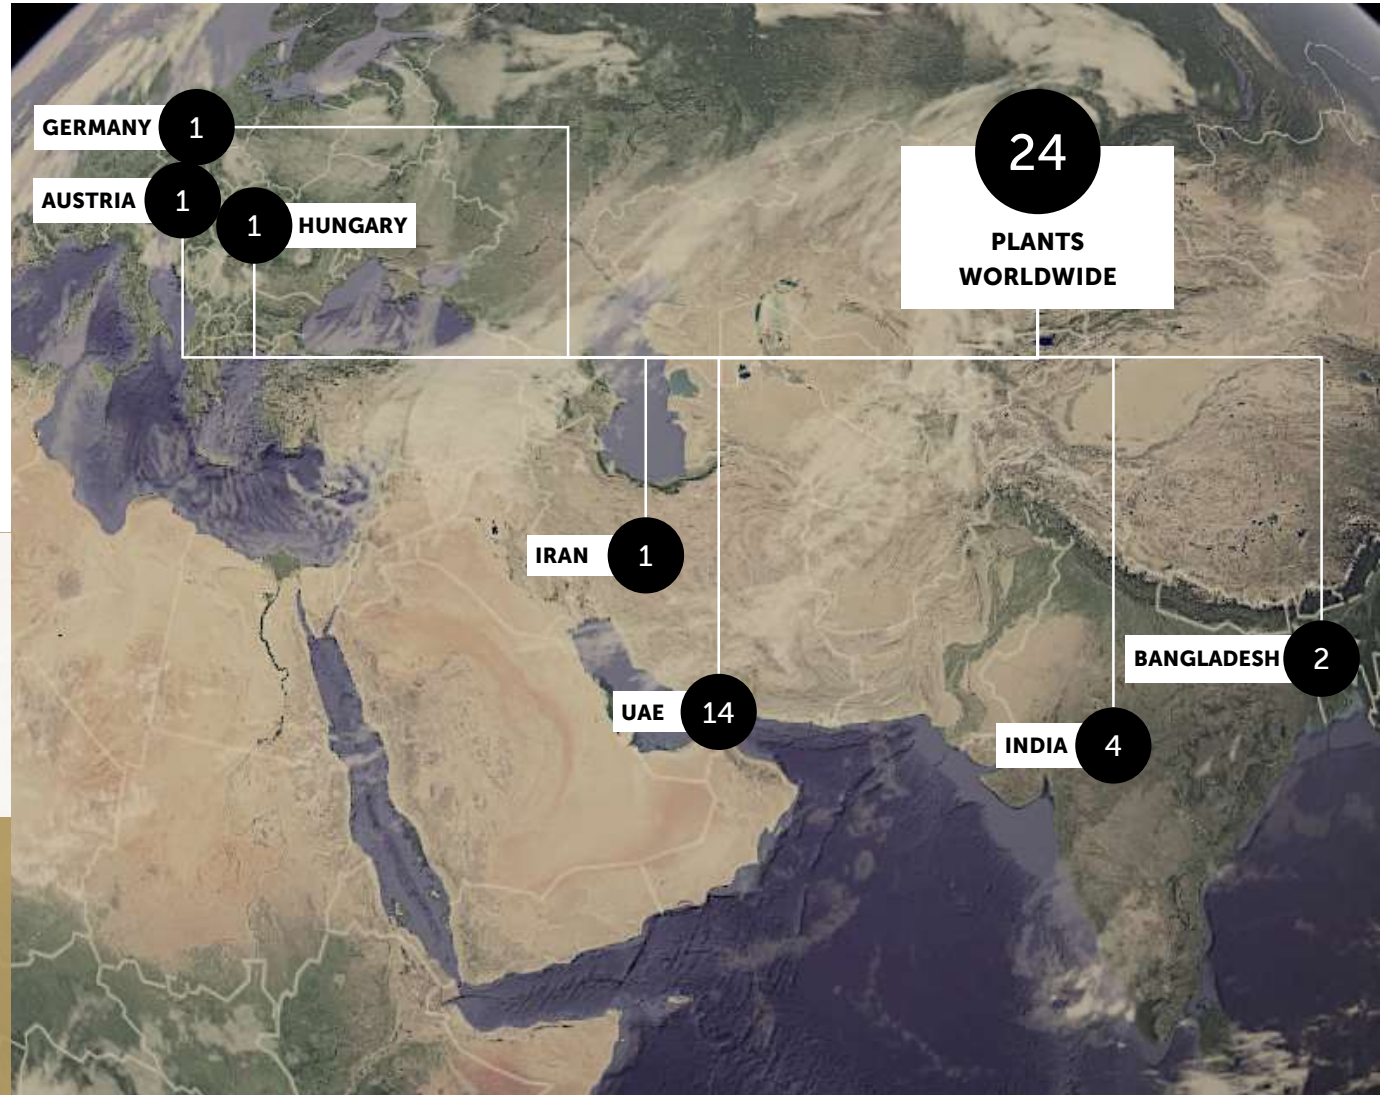 GERMANY 1
AUSTRIA 1
1 HUNGARY
24
PLANTS
WORLDWIDE
IRAN 1
BANGLADESH 2
UAE 14
INDIA 4